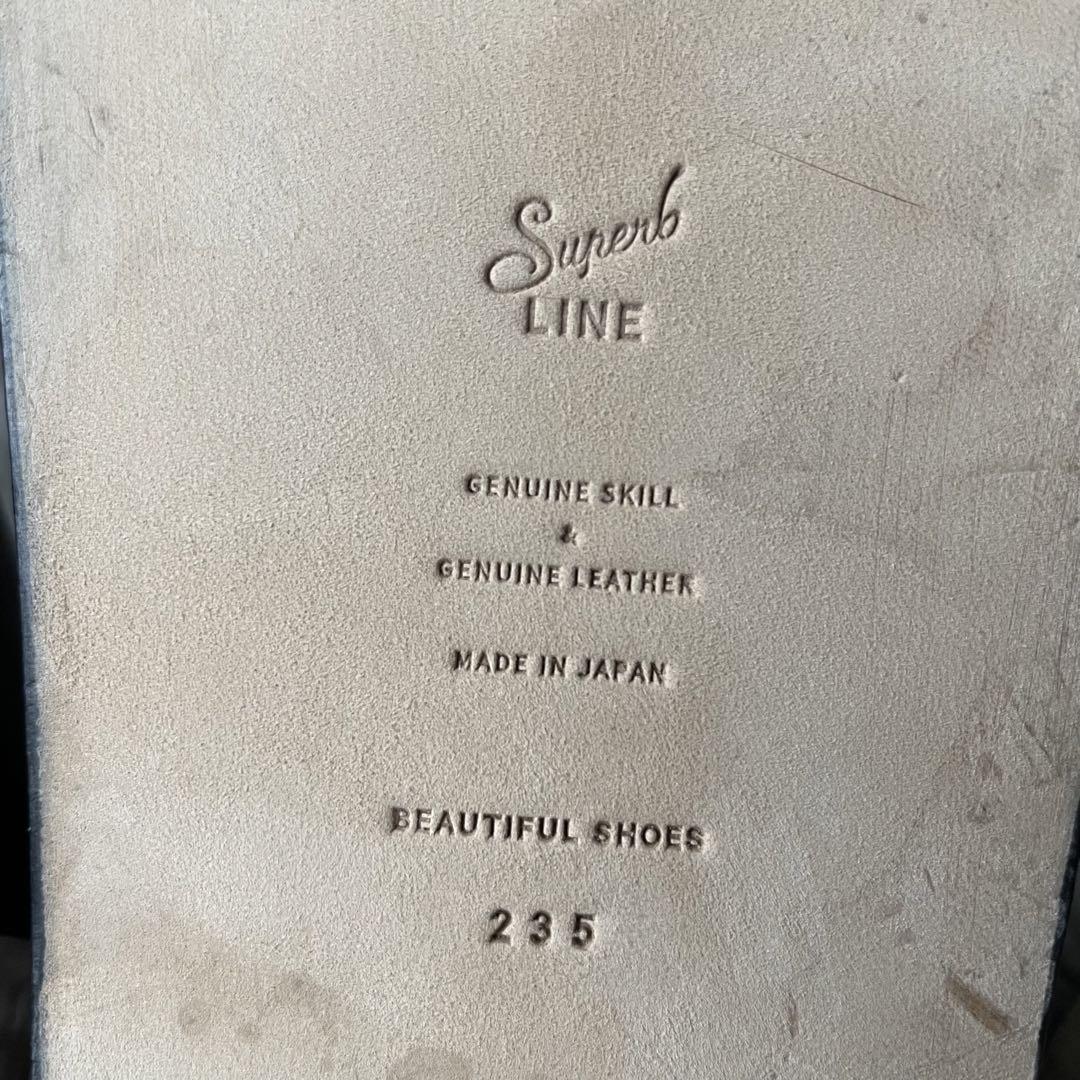 Superb
LINE
GENUINE SKILL
&
GENUINE LEATHER
MADE IN JAPAN
BEAUTIFUL SHOES
235